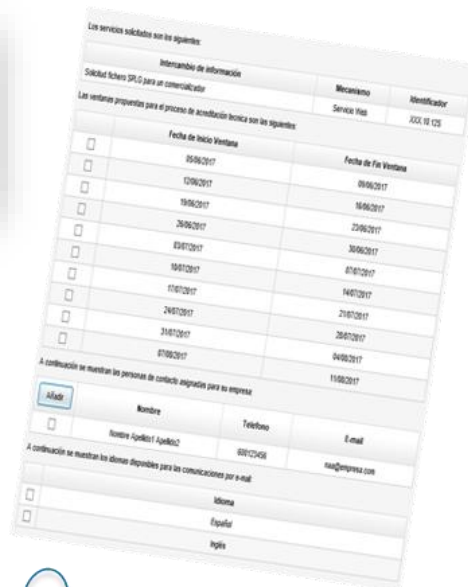 Los servicios solicitados son los siguientes:
Intercambio de información Mecanismo Identificador
Solicitud fichero SPLG para un comercializador Servicio Web XXX.10.125
Las ventanas propuestas para el proceso de acreditación técnica son las siguientes:
Fecha de Inicio Ventana Fecha de Fin Ventana
05/06/2017 09/06/2017
12/06/2017 16/06/2017
19/06/2017 23/06/2017
26/06/2017 30/06/2017
03/07/2017 07/07/2017
10/07/2017 14/07/2017
17/07/2017 21/07/2017
24/07/2017 28/07/2017
31/07/2017 04/08/2017
07/08/2017 11/08/2017
A continuación se muestran las personas de contacto asignadas para su empresa:
Añadir Nombre Telefono E-mail
Nombre Apellido1 Apellido2 600123456
A continuación se muestran los idiomas disponibles para las comunicaciones por e-mail:
Idioma
Español
Inglés